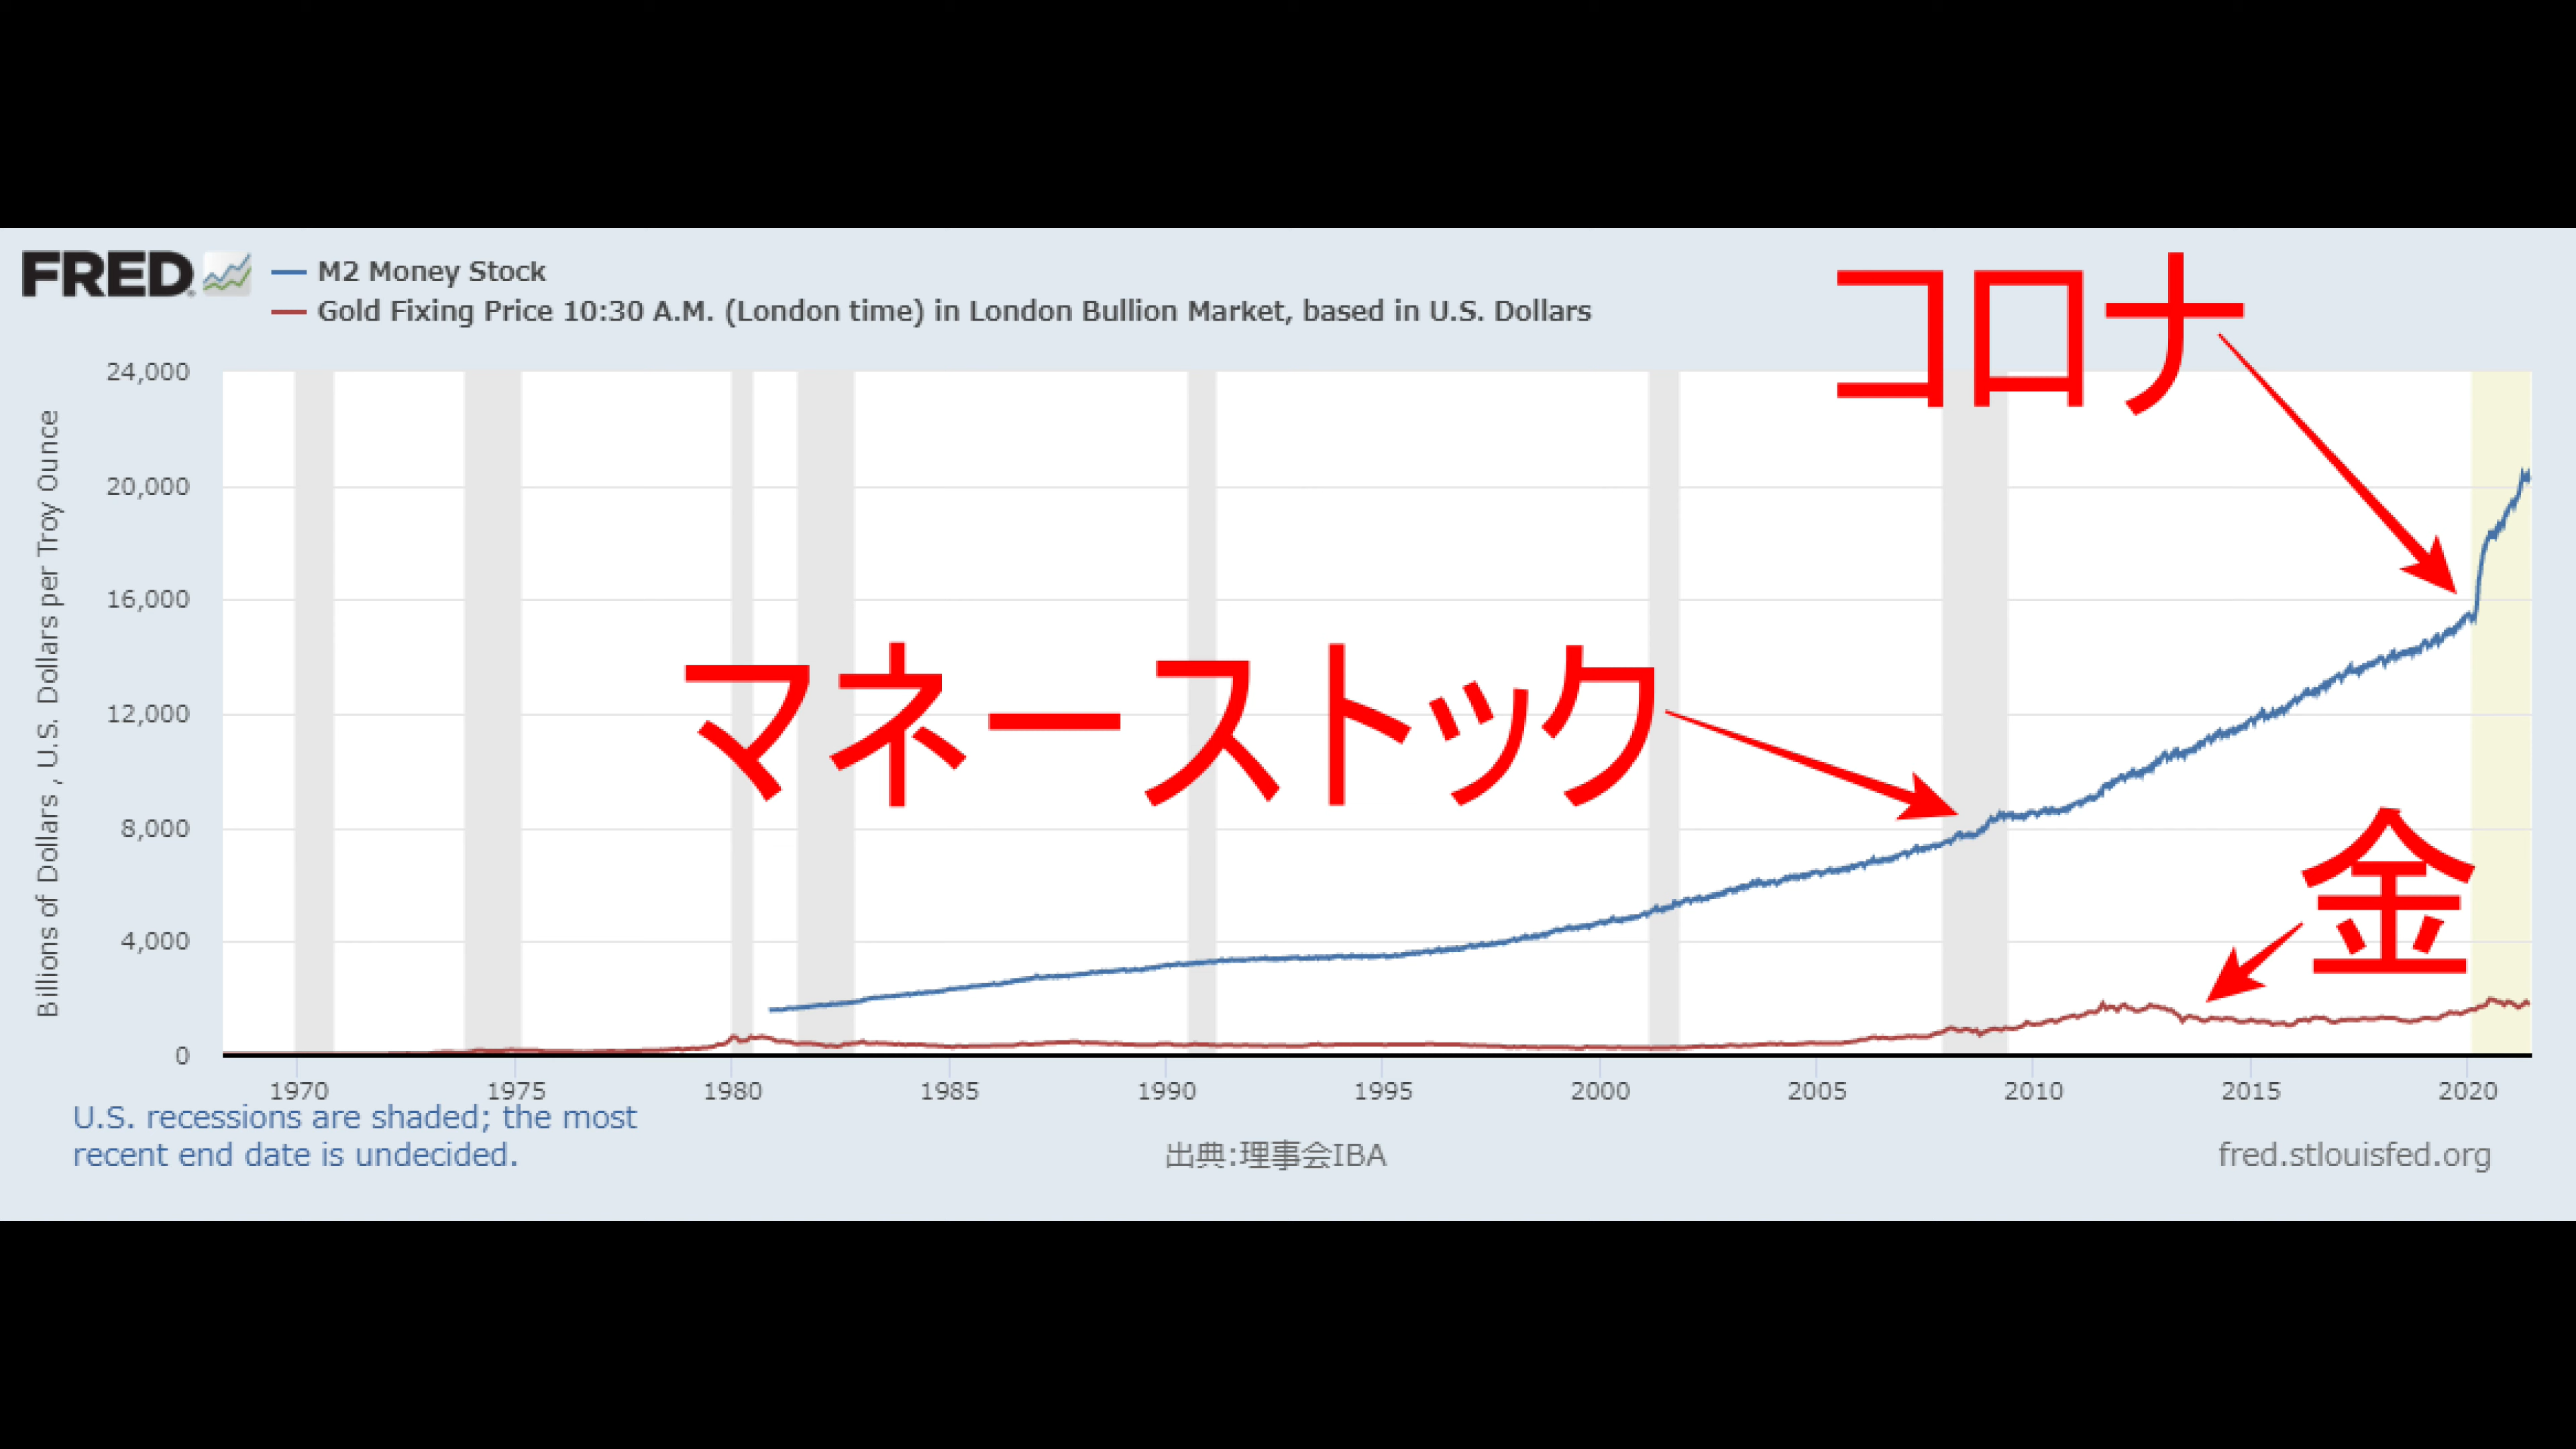 FRED
M2 Money Stock
Gold Fixing Price 10:30 A.M. (London time) in London Bullion Market, based in U.S. Dollars
コロナ
マネーストック
金
Billions of Dollars , U.S. Dollars per Troy Ounce
24,000
20,000
16,000
12,000
8,000
4,000
0
1970 1975 1980 1985 1990 1995 2000 2005 2010 2015 2020
U.S. recessions are shaded; the most
recent end date is undecided.
出典:理事会IBA
fred.stlouisfed.org